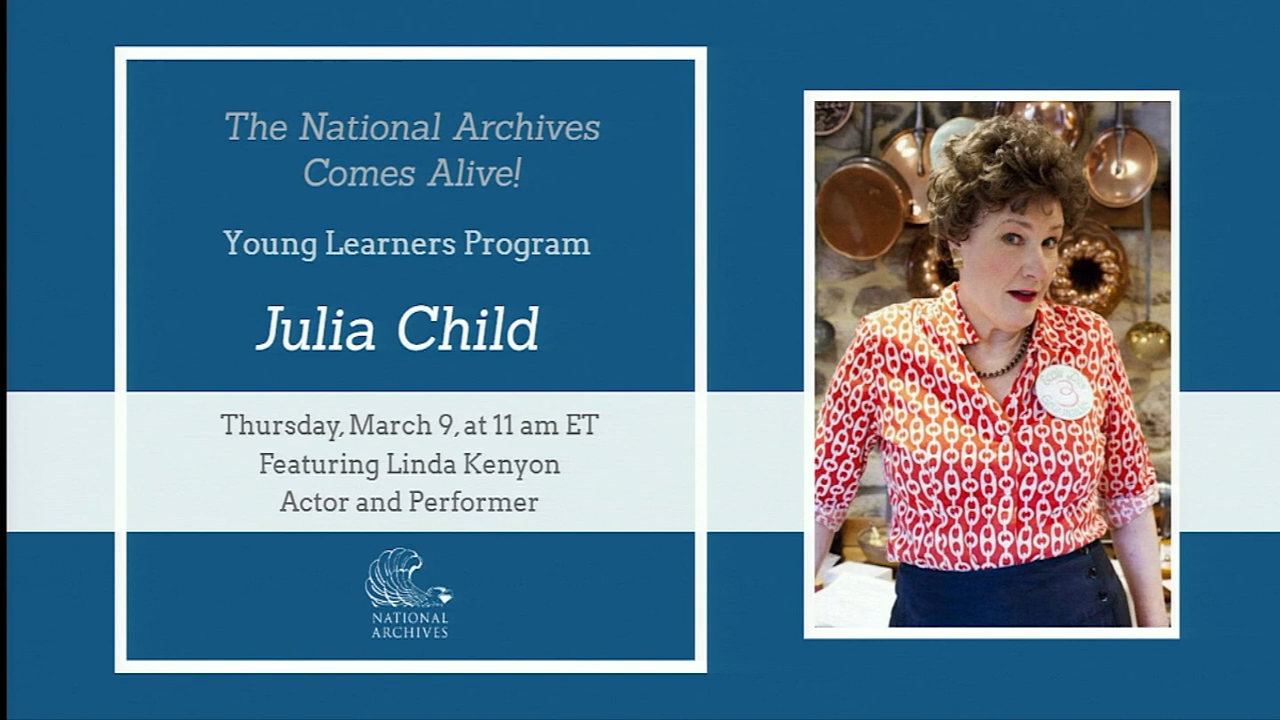 The National Archives
Comes Alive!
Young Learners Program
Julia Child
Thursday, March 9, at 11 am ET
Featuring Linda Kenyon
Actor and Performer
NATIONAL
ARCHIVES